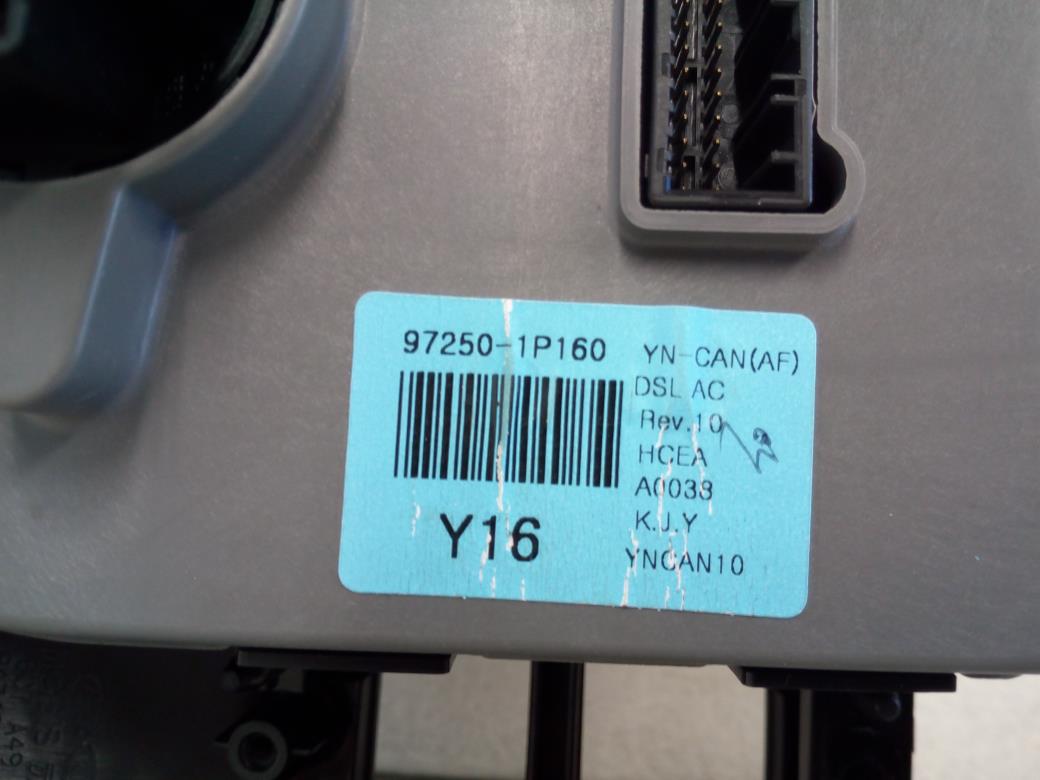 97250-1P160
YN-CAN(AF)
DSL AC
Rev.10
HCEA
A0038
K.J.Y
YNCAN10
Y16